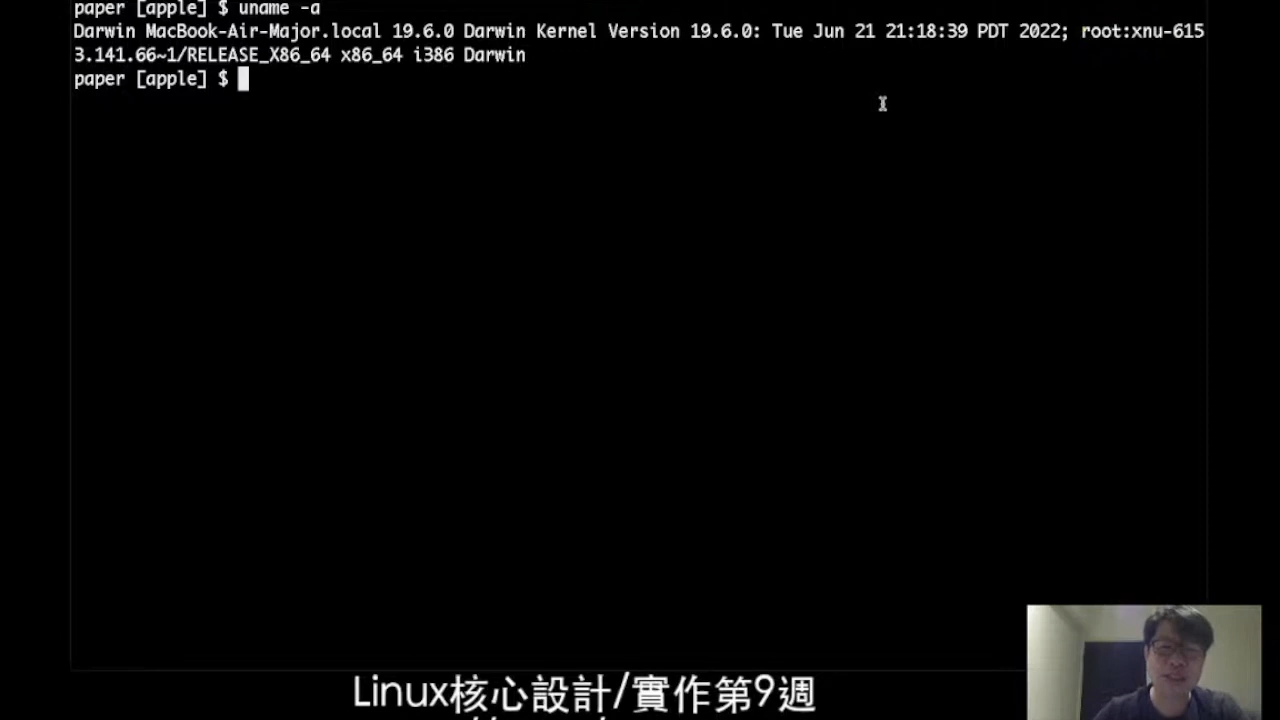 paper [apple] $ uname -a
Darwin MacBook-Air-Major.local 19.6.0 Darwin Kernel Version 19.6.0: Tue Jun 21 21:18:39 PDT 2022; root:xnu-615
3.141.66~1/RELEASE_X86_64 x86_64 i386 Darwin
paper [apple] $
Linux核心設計/實作第9週